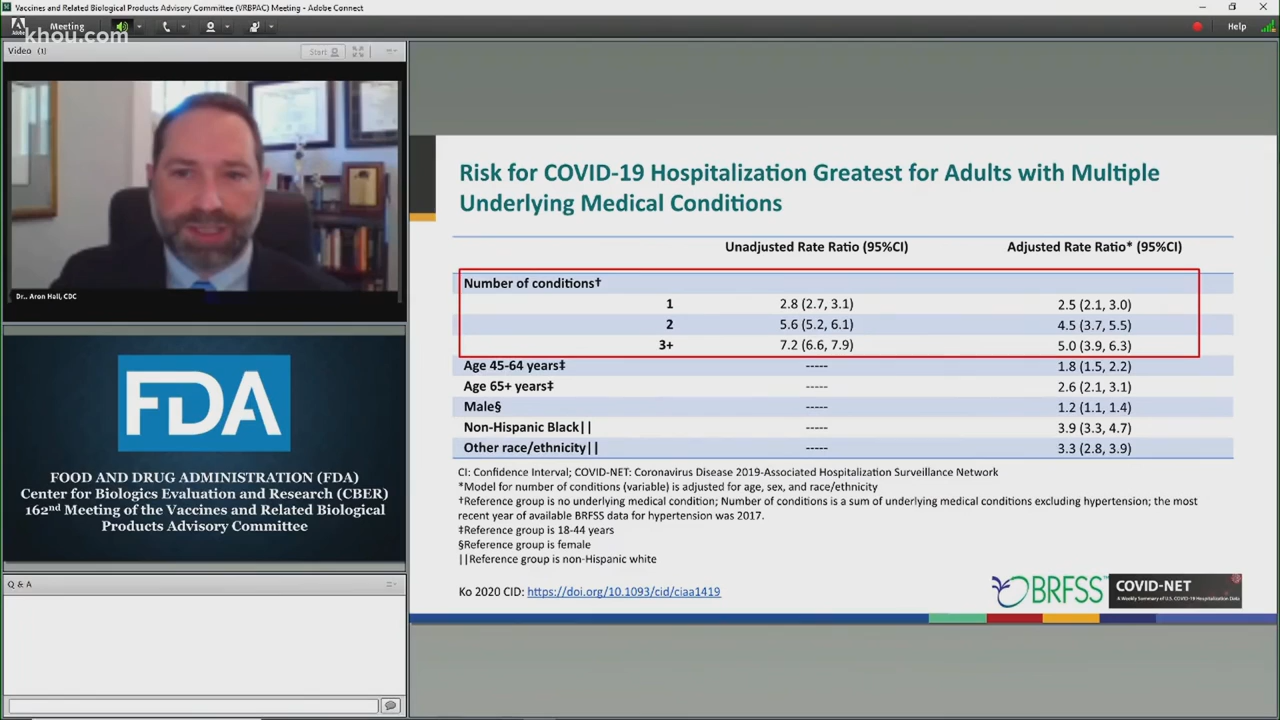 Vaccines and Related Biological Products Advisory Committee (VRBPAC) Meeting - Adobe Connect
Meeting
Help
khou.com
Video (1)
Start
Dr.. Aron Hall, CDC
FDA
FOOD AND DRUG ADMINISTRATION (FDA)
Center for Biologics Evaluation and Research (CBER)
162nd Meeting of the Vaccines and Related Biological
Products Advisory Committee
Q & A
Risk for COVID-19 Hospitalization Greatest for Adults with Multiple
Underlying Medical Conditions
Unadjusted Rate Ratio (95%CI) Adjusted Rate Ratio* (95%CI)
Number of conditions†
1 2.8 (2.7, 3.1) 2.5 (2.1, 3.0)
2 5.6 (5.2, 6.1) 4.5 (3.7, 5.5)
3+ 7.2 (6.6, 7.9) 5.0 (3.9, 6.3)
Age 45-64 years‡ ----- 1.8 (1.5, 2.2)
Age 65+ years‡ ----- 2.6 (2.1, 3.1)
Male§ ----- 1.2 (1.1, 1.4)
Non-Hispanic Black|| ----- 3.9 (3.3, 4.7)
Other race/ethnicity|| ----- 3.3 (2.8, 3.9)
CI: Confidence Interval; COVID-NET: Coronavirus Disease 2019-Associated Hospitalization Surveillance Network
*Model for number of conditions (variable) is adjusted for age, sex, and race/ethnicity
†Reference group is no underlying medical condition; Number of conditions is a sum of underlying medical conditions excluding hypertension; the most
recent year of available BRFSS data for hypertension was 2017.
‡Reference group is 18-44 years
§Reference group is female
||Reference group is non-Hispanic white
Ko 2020 CID: https://doi.org/10.1093/cid/ciaa1419
BRFSS
COVID-NET
A Weekly Summary of U.S. COVID-19 Hospitalization Data